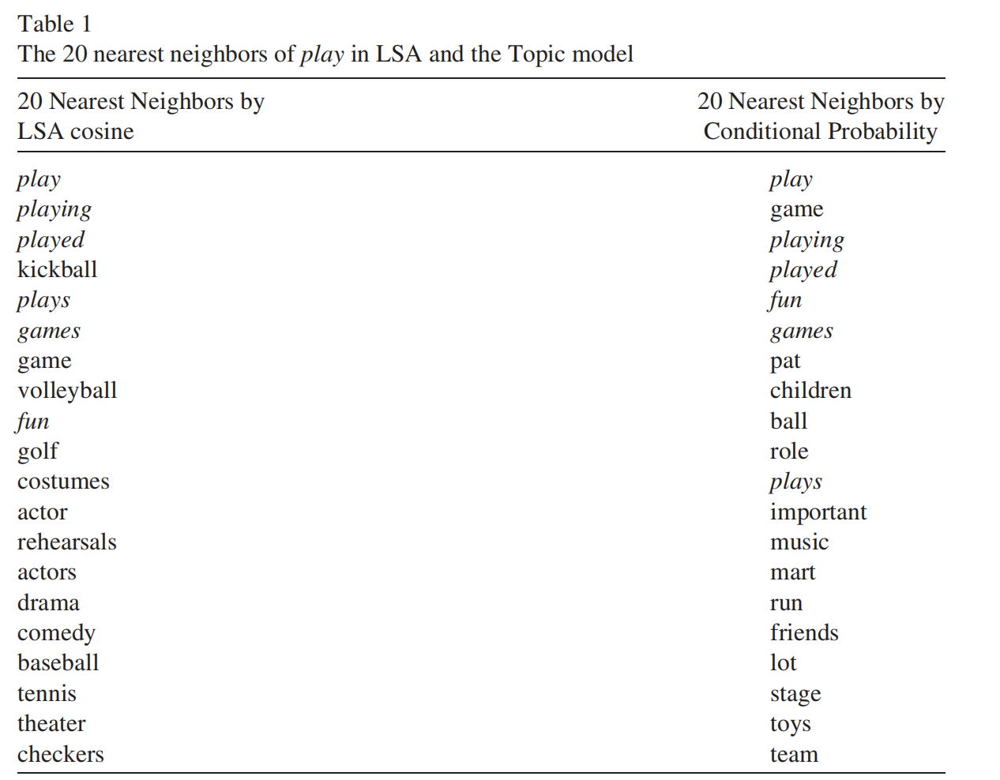 Table 1
The 20 nearest neighbors of play in LSA and the Topic model
20 Nearest Neighbors by LSA cosine
20 Nearest Neighbors by Conditional Probability
play play
playing game
played playing
kickball played
plays fun
games games
game pat
volleyball children
fun ball
golf role
costumes plays
actor important
rehearsals music
actors mart
drama run
comedy friends
baseball lot
tennis stage
theater toys
checkers team